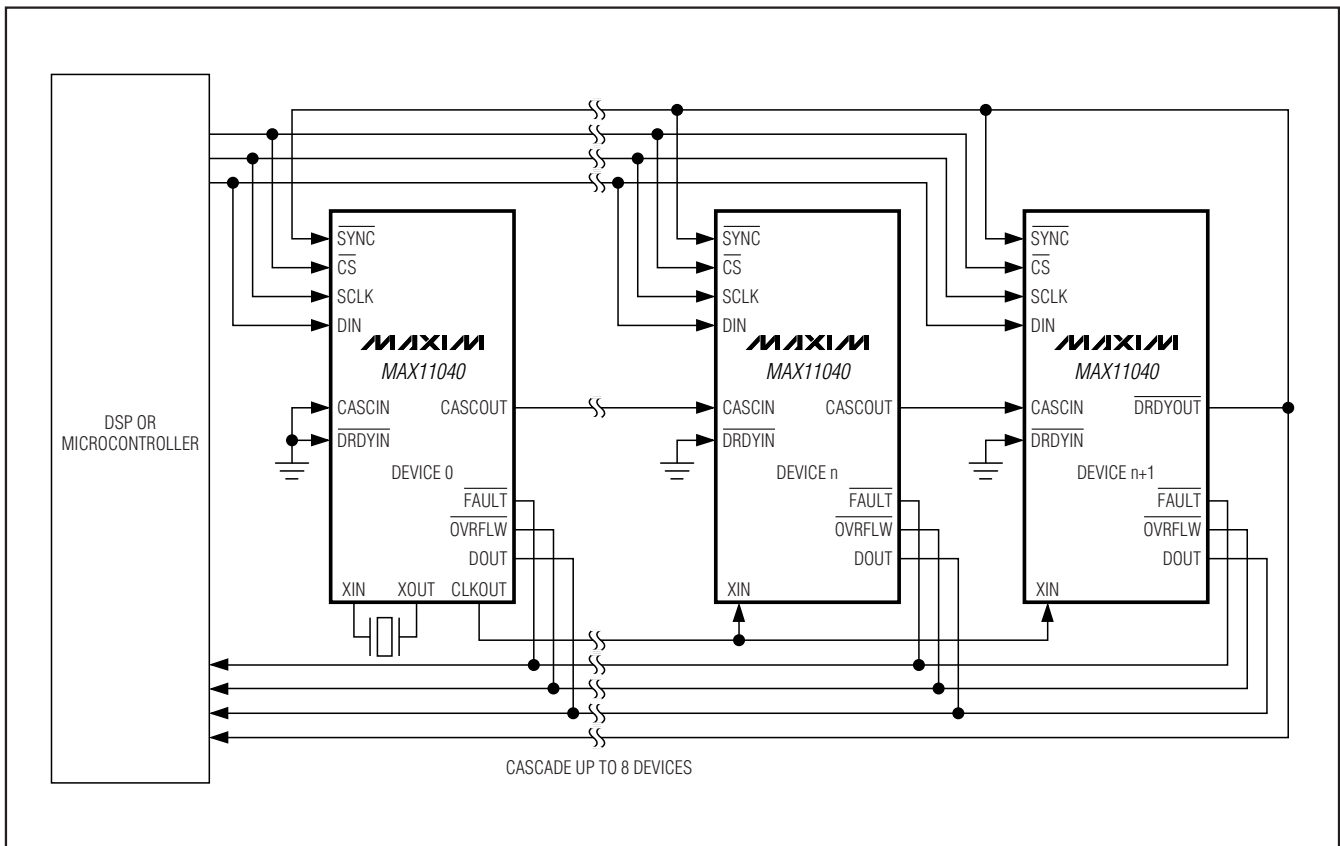 DSP OR
MICROCONTROLLER
SYNC
CS
SCLK
DIN
MAXIM
MAX11040
CASCIN
CASCOUT
DRDYIN
DEVICE 0
FAULT
OVRFLW
DOUT
XIN
XOUT
CLKOUT
SYNC
CS
SCLK
DIN
MAXIM
MAX11040
CASCIN
CASCOUT
DRDYIN
DEVICE n
FAULT
OVRFLW
DOUT
XIN
SYNC
CS
SCLK
DIN
MAXIM
MAX11040
CASCIN
DRDYOUT
DRDYIN
DEVICE n+1
FAULT
OVRFLW
DOUT
XIN
CASCADE UP TO 8 DEVICES